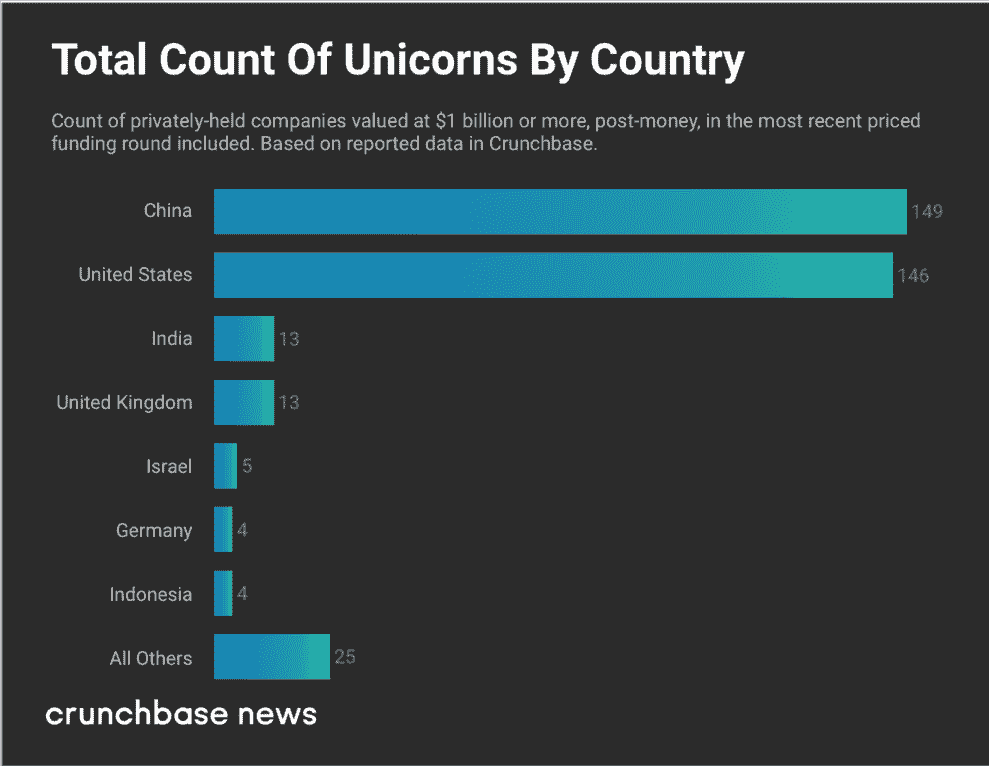 Total Count Of Unicorns By Country
Count of privately-held companies valued at $1 billion or more, post-money, in the most recent priced
funding round included. Based on reported data in Crunchbase.
China 149
United States 146
India 13
United Kingdom 13
Israel 5
Germany 4
Indonesia 4
All Others 25
crunchbase news